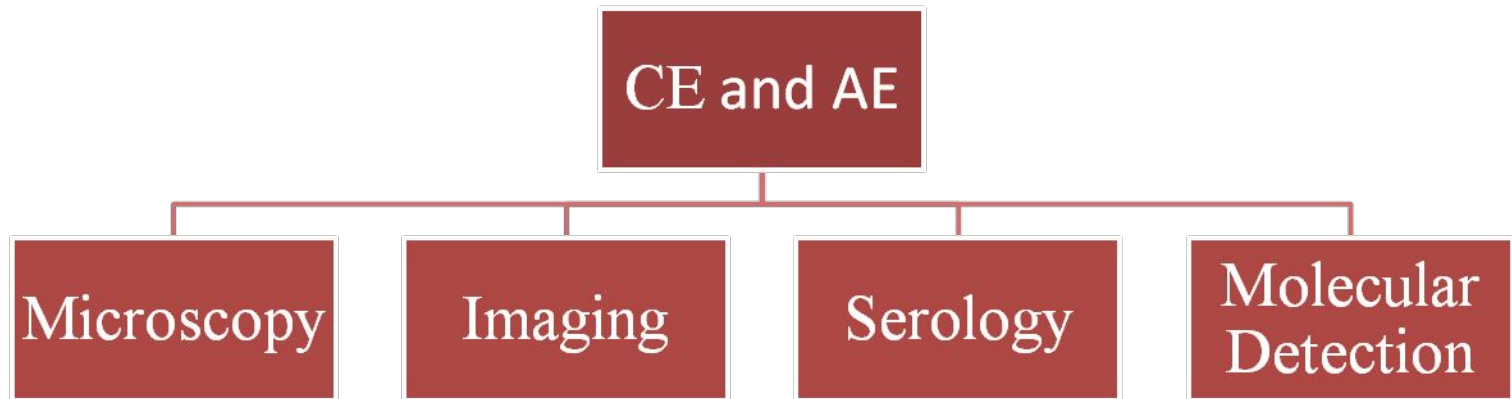 CE and AE
Microscopy
Imaging
Serology
Molecular
Detection